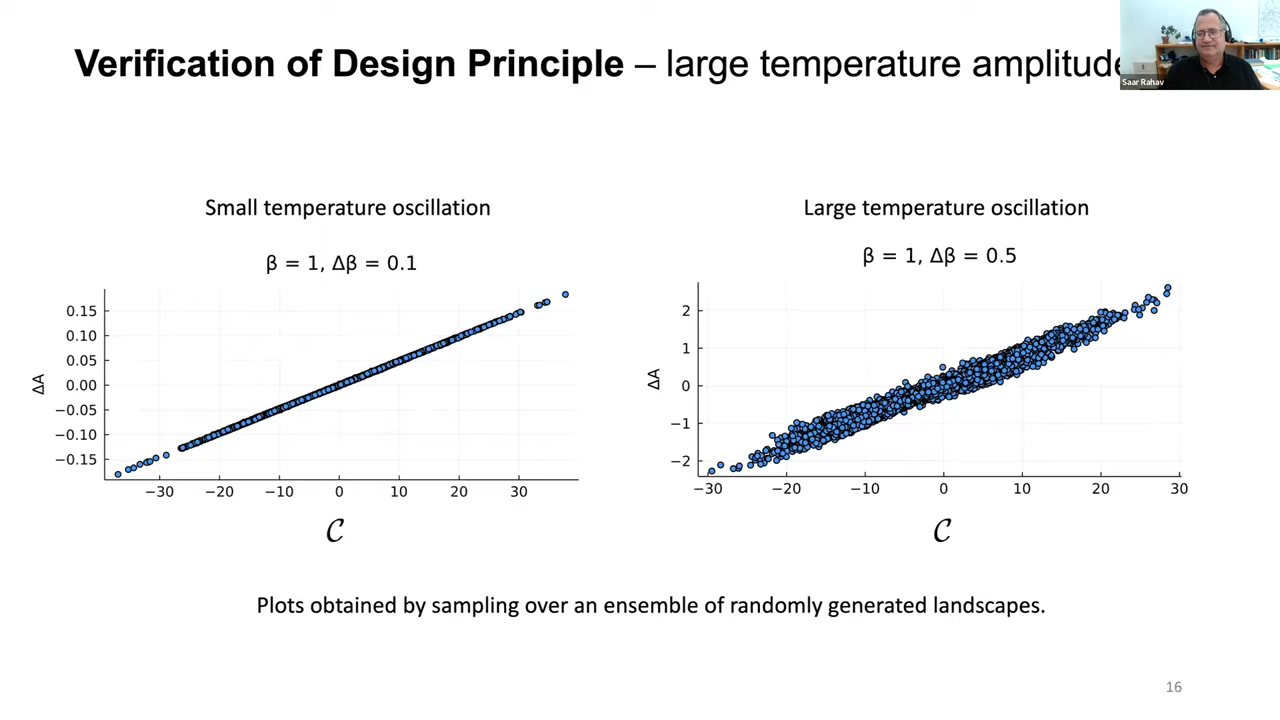 Verification of Design Principle – large temperature amplitude
Saar Rahav
Small temperature oscillation
Large temperature oscillation
β = 1, Δβ = 0.1
β = 1, Δβ = 0.5
0.15
0.10
0.05
0.00
−0.05
−0.10
−0.15
ΔA
−30 −20 −10 0 10 20 30
𝒞
2
1
0
−1
−2
ΔA
−30 −20 −10 0 10 20 30
𝒞
Plots obtained by sampling over an ensemble of randomly generated landscapes.
16